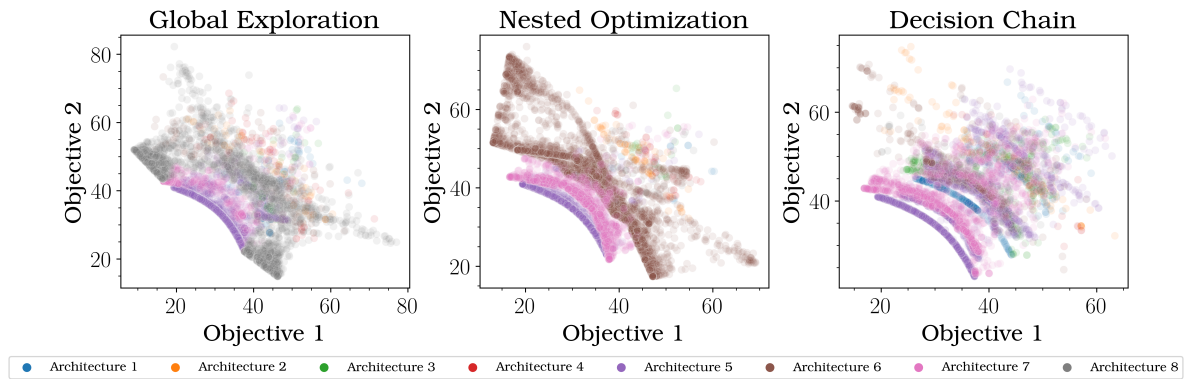 Global Exploration
Nested Optimization
Decision Chain
Objective 2
80
60
40
20
20
40
60
80
Objective 1
Objective 2
60
40
20
20
40
60
Objective 1
Objective 2
60
40
20
40
60
Objective 1
Architecture 1
Architecture 2
Architecture 3
Architecture 4
Architecture 5
Architecture 6
Architecture 7
Architecture 8